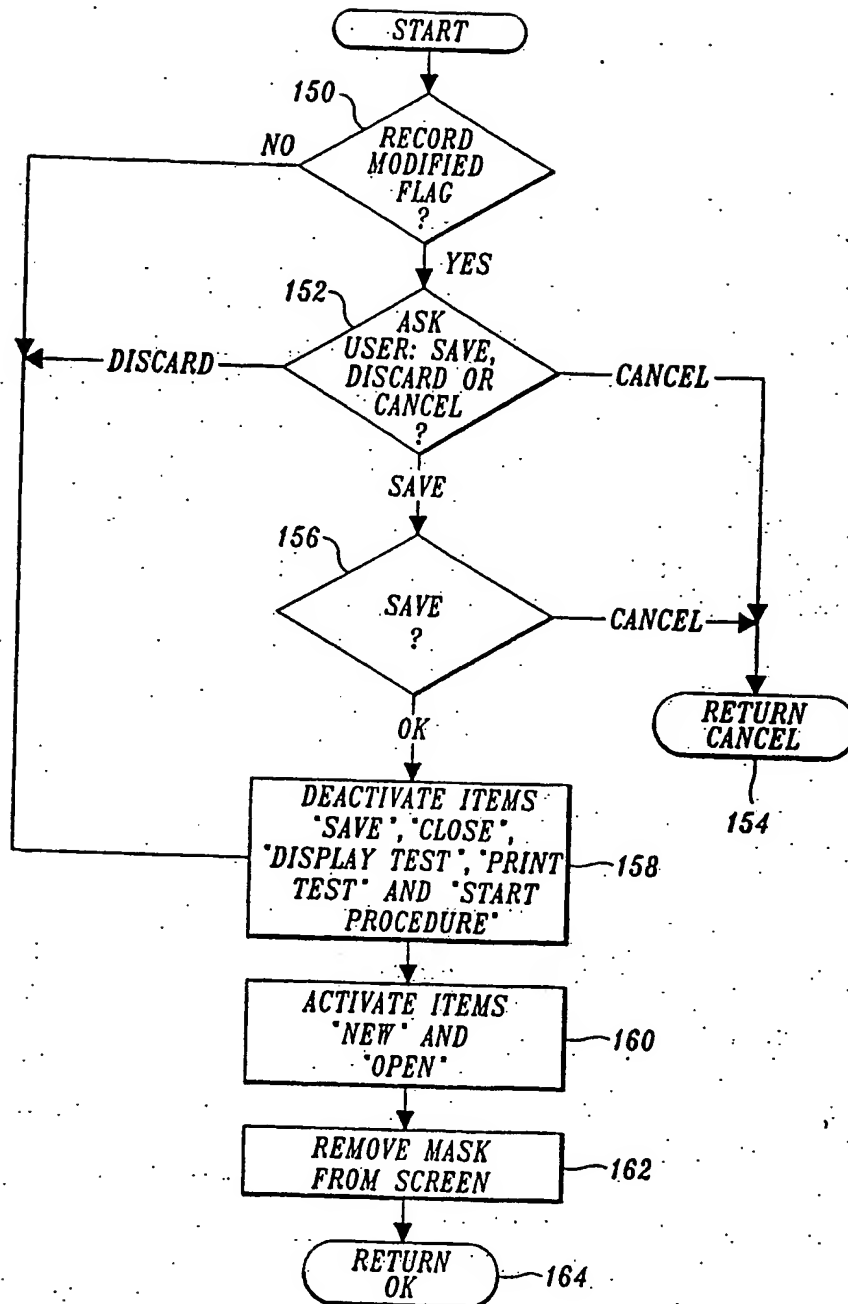 START
150
RECORD
MODIFIED
FLAG
?
NO
YES
152
ASK
USER: SAVE,
DISCARD OR
CANCEL
?
DISCARD
CANCEL
SAVE
156
SAVE
?
CANCEL
OK
RETURN
CANCEL
154
DEACTIVATE ITEMS
"SAVE", "CLOSE",
"DISPLAY TEST", "PRINT
TEST" AND "START
PROCEDURE"
158
ACTIVATE ITEMS
"NEW" AND
"OPEN"
160
REMOVE MASK
FROM SCREEN
162
RETURN
OK
164